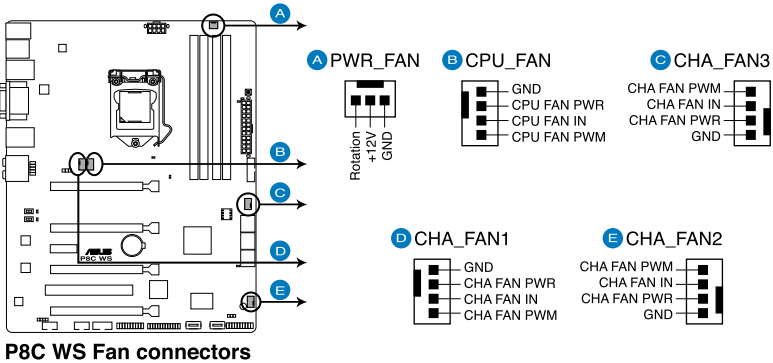 A
A PWR_FAN
Rotation
+12V
GND
B CPU_FAN
GND
CPU FAN PWR
CPU FAN IN
CPU FAN PWM
C CHA_FAN3
CHA FAN PWM
CHA FAN IN
CHA FAN PWR
GND
B
C
D
E
D CHA_FAN1
GND
CHA FAN PWR
CHA FAN IN
CHA FAN PWM
E CHA_FAN2
CHA FAN PWM
CHA FAN IN
CHA FAN PWR
GND
ASUS
P8C WS
P8C WS Fan connectors